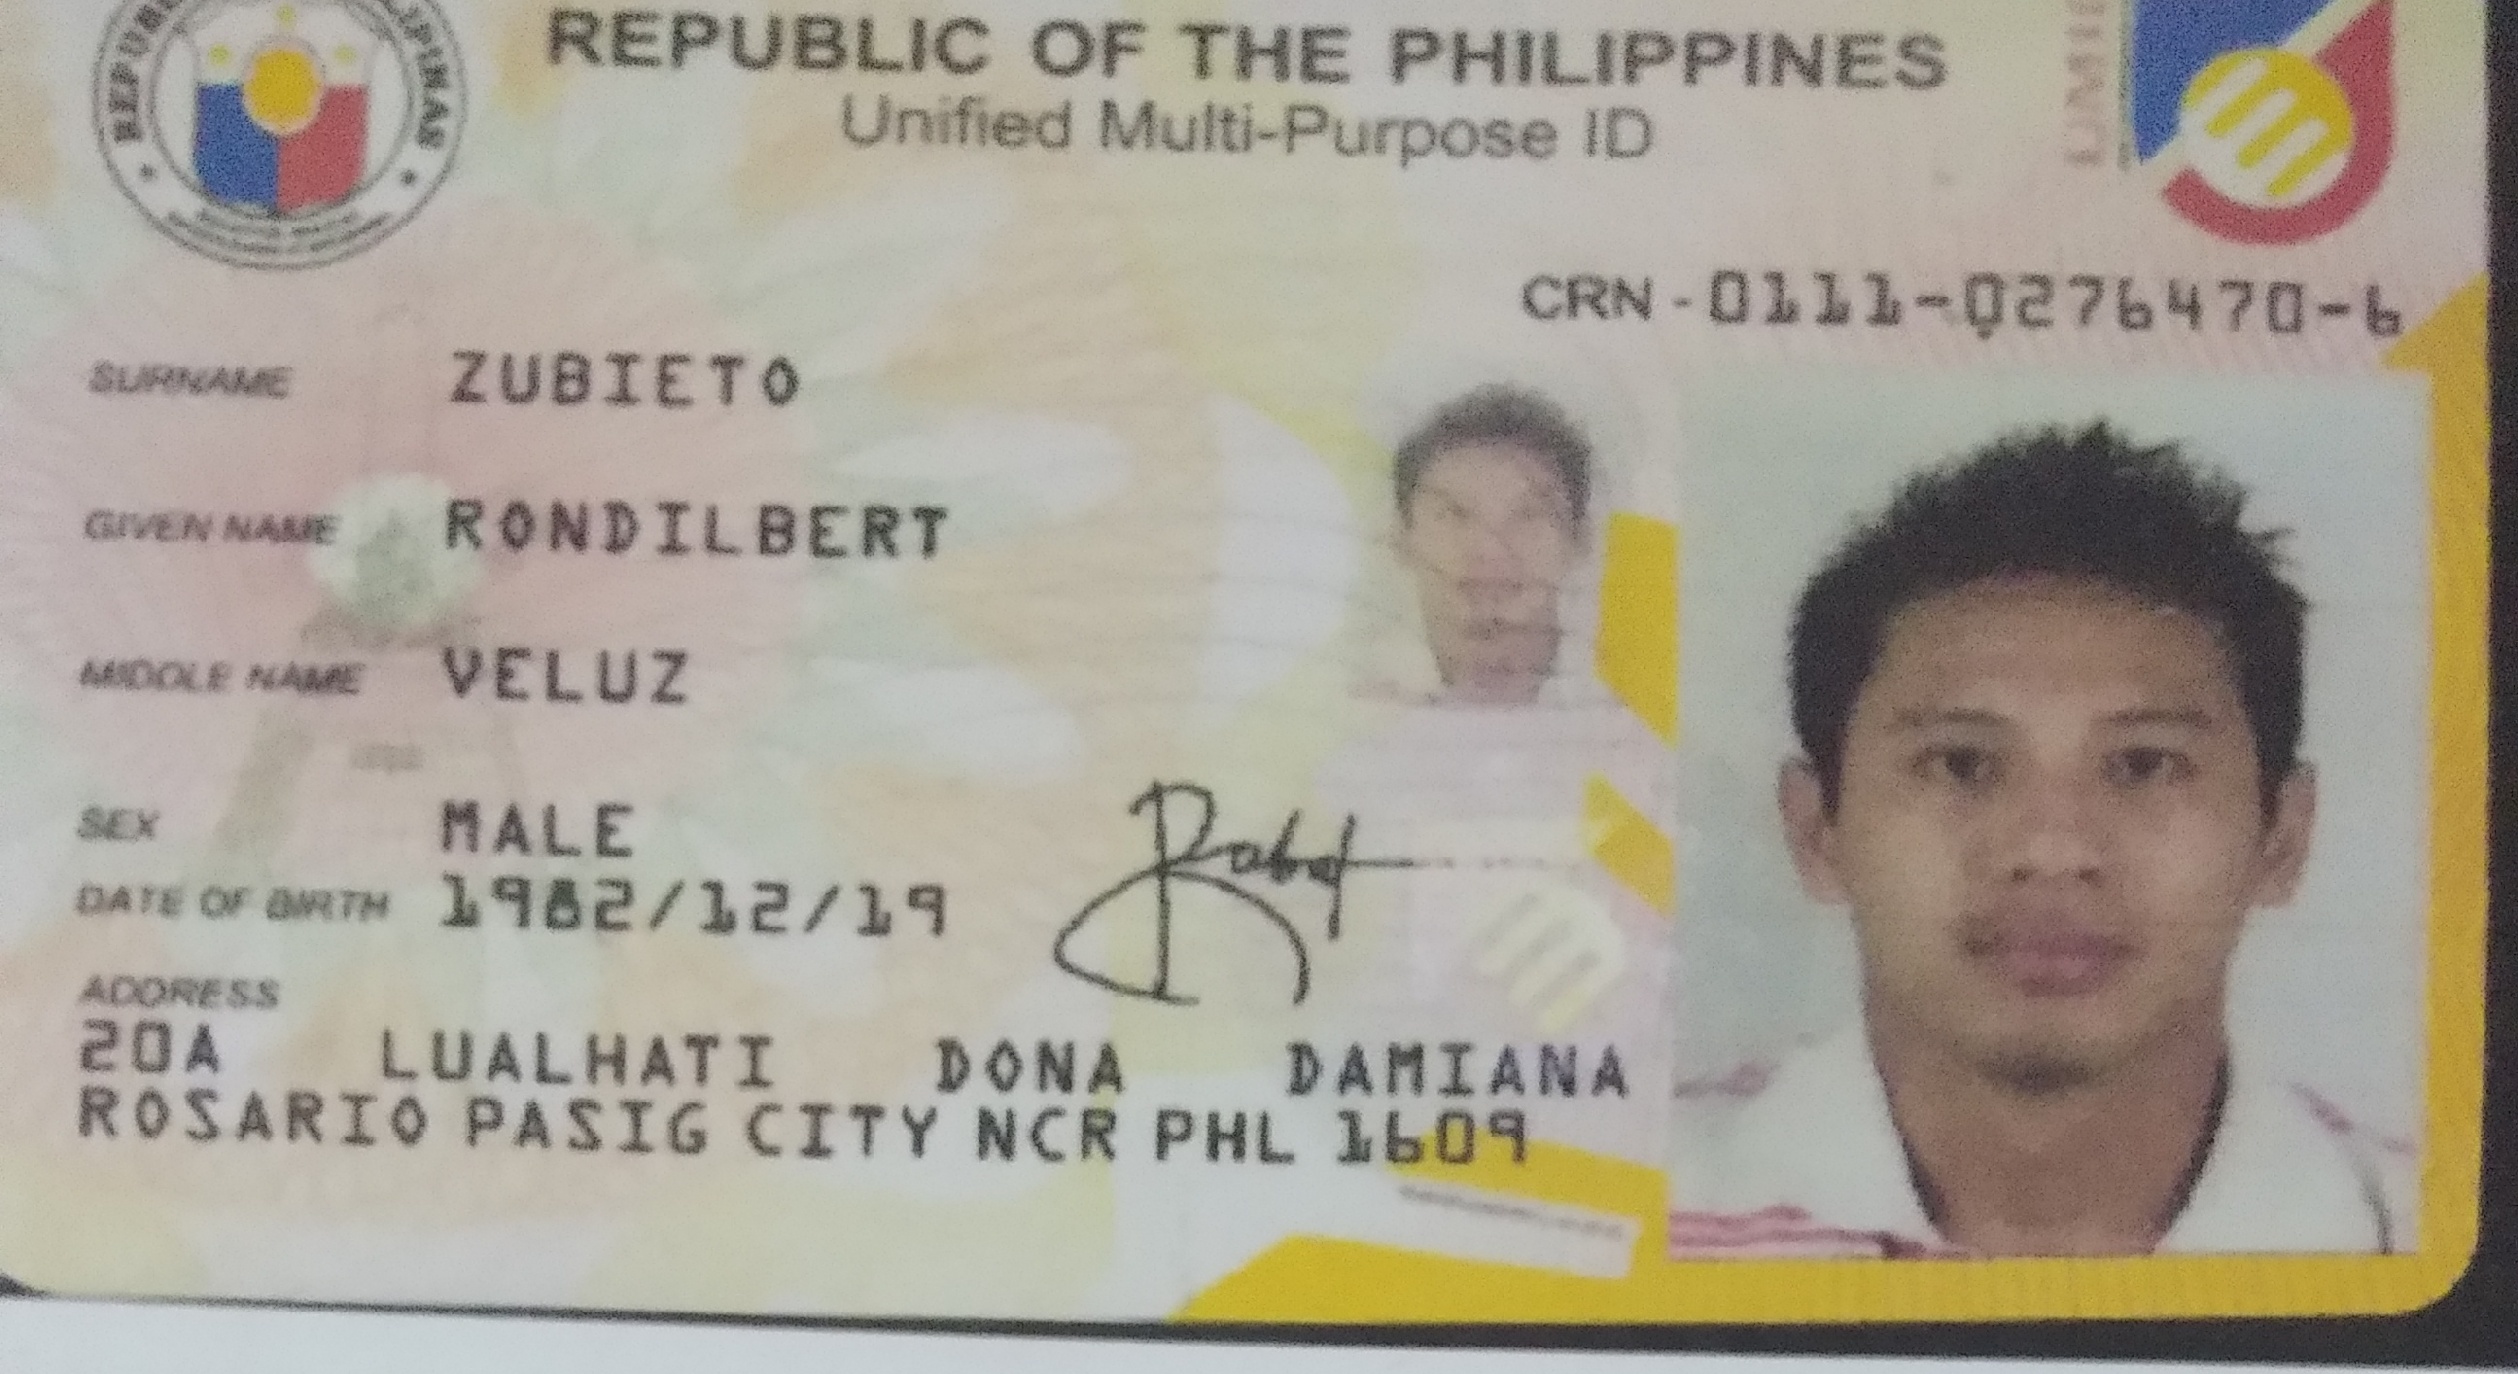 REPUBLIC OF THE PHILIPPINES
Unified Multi-Purpose ID
CRN - 0111-0276470-6
SURNAME ZUBIETO
GIVEN NAME RONDILBERT
MIDDLE NAME VELUZ
SEX MALE
DATE OF BIRTH 1982/12/19
ADDRESS
20A LUALHATI DONA DAMIANA
ROSARIO PASIG CITY NCR PHL 1609